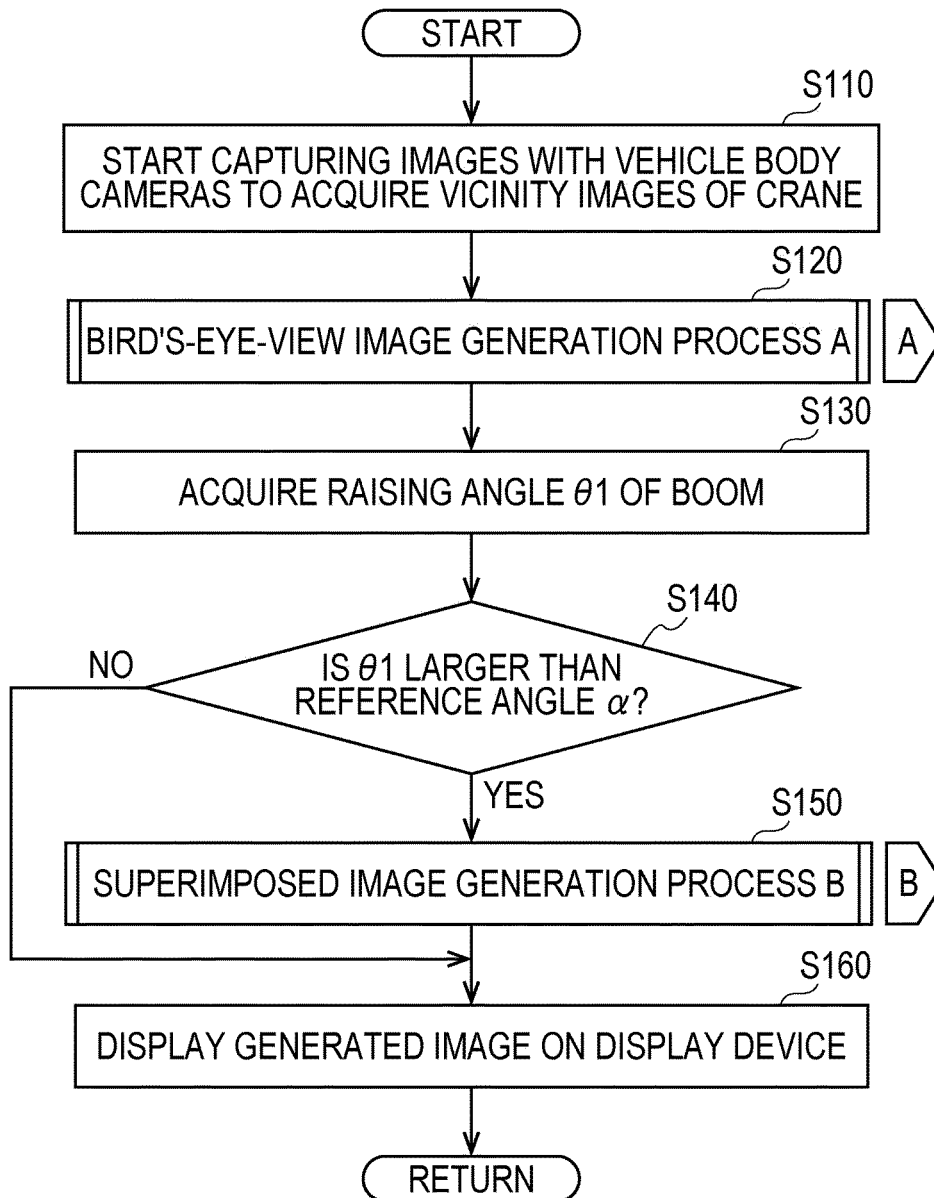 START
S110
START CAPTURING IMAGES WITH VEHICLE BODY
CAMERAS TO ACQUIRE VICINITY IMAGES OF CRANE
S120
BIRD'S-EYE-VIEW IMAGE GENERATION PROCESS A
A
S130
ACQUIRE RAISING ANGLE θ1 OF BOOM
S140
NO
IS θ1 LARGER THAN
REFERENCE ANGLE α?
YES
S150
SUPERIMPOSED IMAGE GENERATION PROCESS B
B
S160
DISPLAY GENERATED IMAGE ON DISPLAY DEVICE
RETURN